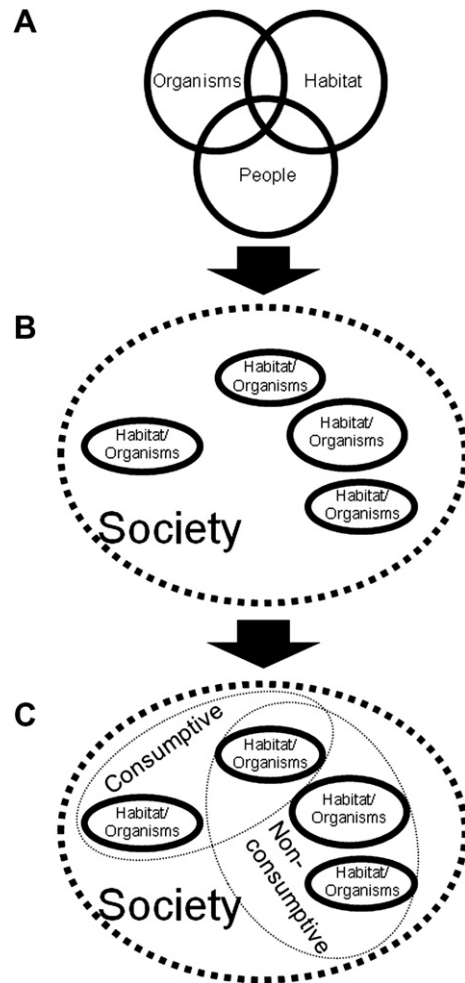 A
Organisms
Habitat
People
B
Habitat/
Organisms
Habitat/
Organisms
Habitat/
Organisms
Habitat/
Organisms
Society
C
Consumptive
Habitat/
Organisms
Habitat/
Organisms
Habitat/
Organisms
Non-
consumptive
Habitat/
Organisms
Society